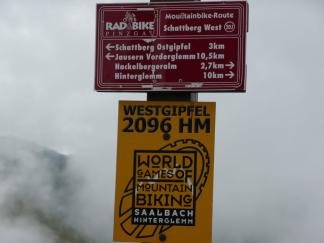 RAD & BIKE
PINZGAU
Mountainbike-Route
Schattberg West
Schattberg Ostgipfel 3km
Jausern Vorderglemm 10,5km
Hackelbergeralm 2,7km
Hinterglemm 10km
WESTGIPFEL
2096 HM
WORLD
GAMES OF
MOUNTAIN
BIKING
SAALBACH
HINTERGLEMM